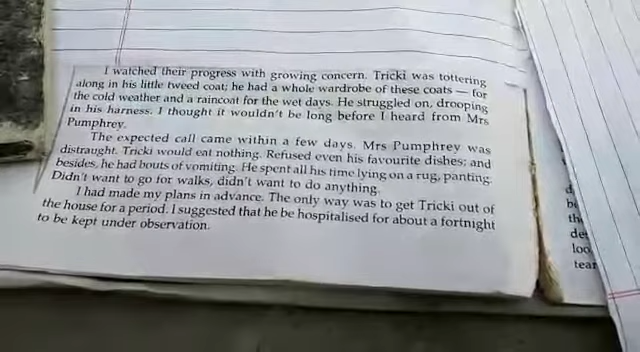 I watched their progress with growing concern. Tricki was tottering
along in his little tweed coat; he had a whole wardrobe of these coats — for
the cold weather and a raincoat for the wet days. He struggled on, drooping
in his harness. I thought it wouldn't be long before I heard from Mrs
Pumphrey.
The expected call came within a few days. Mrs Pumphrey was
distraught. Tricki would eat nothing. Refused even his favourite dishes; and
besides, he had bouts of vomiting. He spent all his time lying on a rug, panting.
Didn't want to go for walks, didn't want to do anything.
I had made my plans in advance. The only way was to get Tricki out of
the house for a period. I suggested that he be hospitalised for about a fortnight
to be kept under observation.